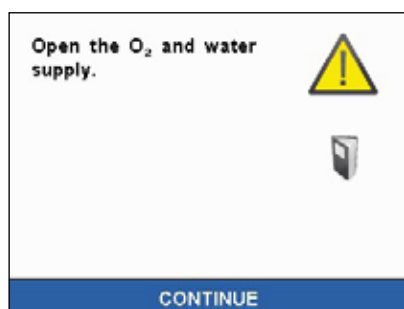 Open the O₂ and water
supply.
CONTINUE